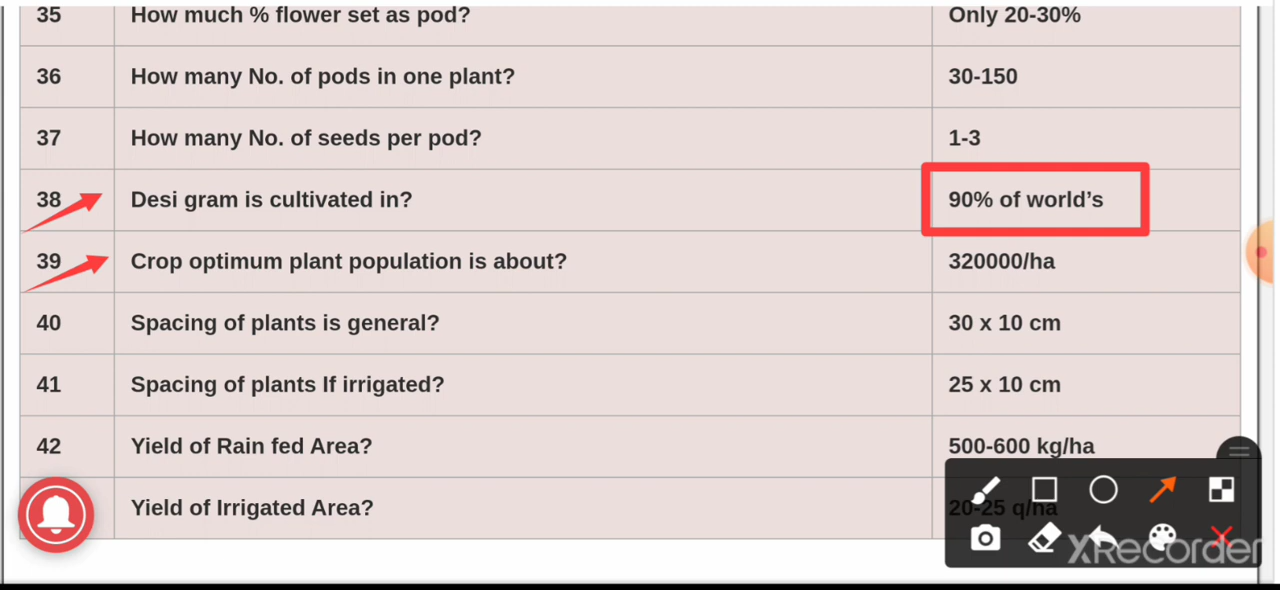 35 How much % flower set as pod? Only 20-30%
36 How many No. of pods in one plant? 30-150
37 How many No. of seeds per pod? 1-3
38 Desi gram is cultivated in? 90% of world’s
39 Crop optimum plant population is about? 320000/ha
40 Spacing of plants is general? 30 x 10 cm
41 Spacing of plants If irrigated? 25 x 10 cm
42 Yield of Rain fed Area? 500-600 kg/ha
Yield of Irrigated Area? 20-25 q/ha
XRecorder